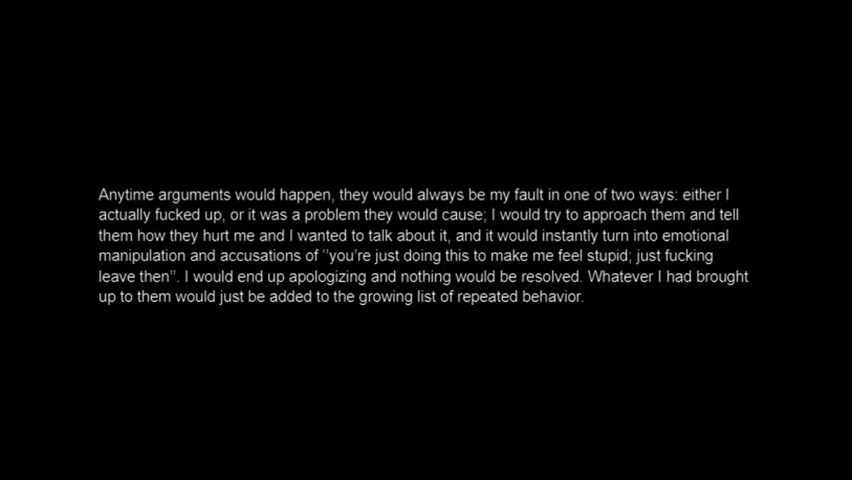 Anytime arguments would happen, they would always be my fault in one of two ways: either I
actually fucked up, or it was a problem they would cause; I would try to approach them and tell
them how they hurt me and I wanted to talk about it, and it would instantly turn into emotional
manipulation and accusations of ‘’you’re just doing this to make me feel stupid; just fucking
leave then’’. I would end up apologizing and nothing would be resolved. Whatever I had brought
up to them would just be added to the growing list of repeated behavior.